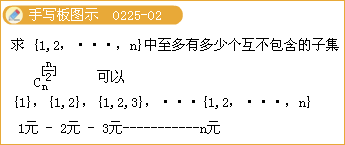 手写板图示 0225-02
求 {1,2, ···, n}中至多有多少个互不包含的子集
C_n^[n/2] 可以
{1}, {1,2}, {1,2,3}, ···{1,2, ···, n}
1元 - 2元 - 3元-----------n元